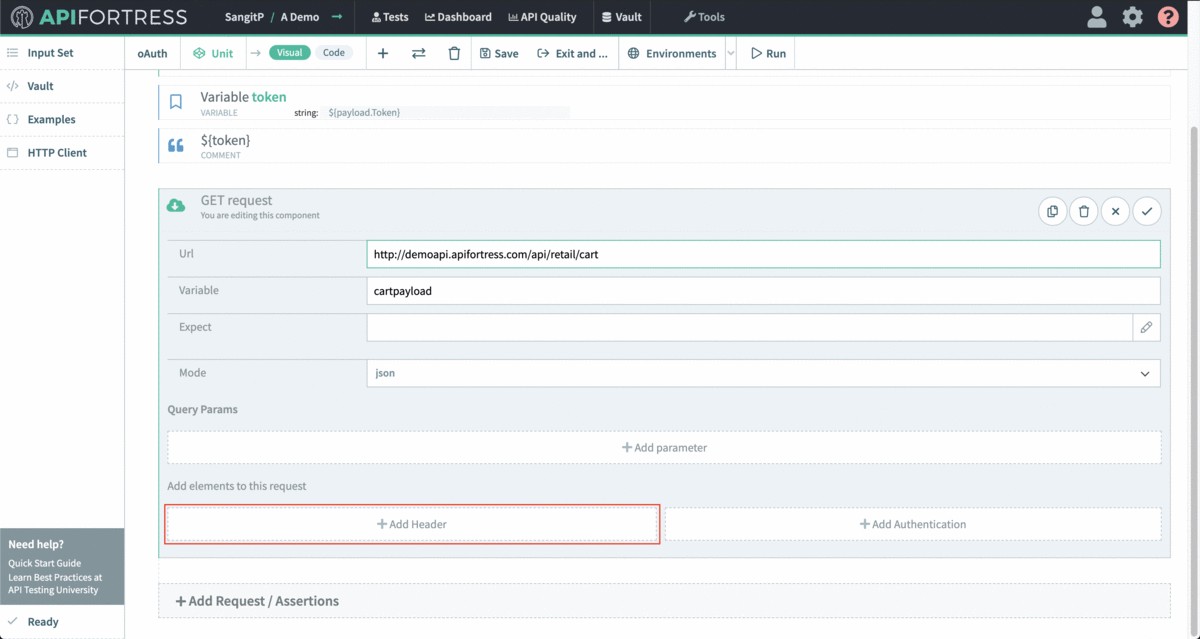 APIFORTRESS
SangitP / A Demo
Tests
Dashboard
API Quality
Vault
Tools
?
Input Set
Vault
Examples
HTTP Client
oAuth
Unit
Visual
Code
Save
Exit and ...
Environments
Run
Variable token
VARIABLE
string: ${payload.Token}
${token}
COMMENT
GET request
You are editing this component
Url
http://demoapi.apifortress.com/api/retail/cart
Variable
cartpayload
Expect
Mode
json
Query Params
+ Add parameter
Add elements to this request
+ Add Header
+ Add Authentication
+ Add Request / Assertions
Need help?
Quick Start Guide
Learn Best Practices at
API Testing University
Ready